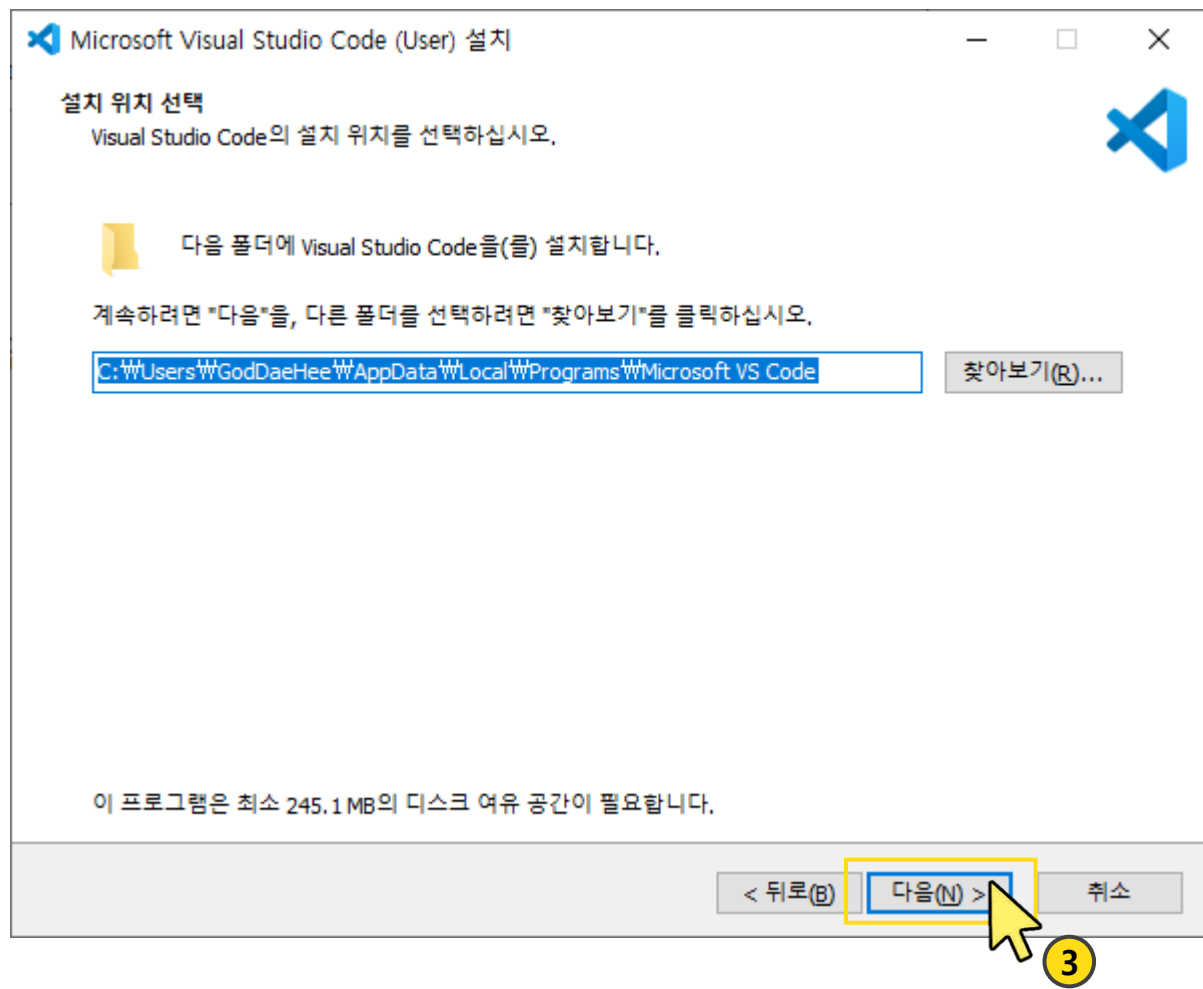 Microsoft Visual Studio Code (User) 설치
설치 위치 선택
Visual Studio Code의 설치 위치를 선택하십시오.
다음 폴더에 Visual Studio Code을(를) 설치합니다.
계속하려면 "다음"을, 다른 폴더를 선택하려면 "찾아보기"를 클릭하십시오.
C:₩Users₩GodDaeHee₩AppData₩Local₩Programs₩Microsoft VS Code
찾아보기(R)...
이 프로그램은 최소 245.1MB의 디스크 여유 공간이 필요합니다.
< 뒤로(B) 다음(N) > 취소
3